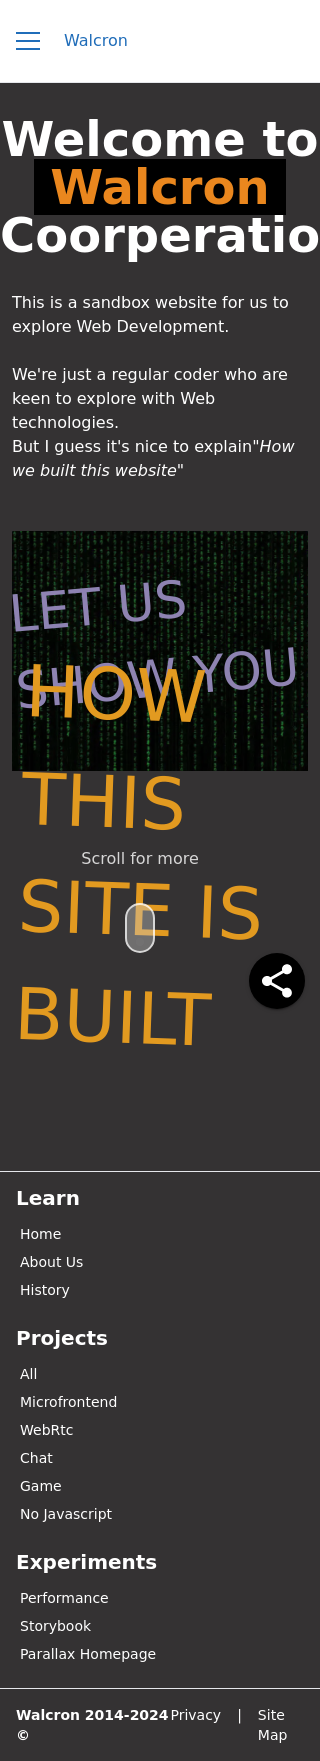 Walcron
Welcome to
Walcron
Coorperatio
This is a sandbox website for us to
explore Web Development.
We're just a regular coder who are
keen to explore with Web
technologies.
But I guess it's nice to explain"How
we built this website"
LET US
SHOW YOU
HOW
THIS
SITE IS
BUILT
Scroll for more
Learn
Home
About Us
History
Projects
All
Microfrontend
WebRtc
Chat
Game
No Javascript
Experiments
Performance
Storybook
Parallax Homepage
Walcron 2014-2024 Privacy | Site
© Map